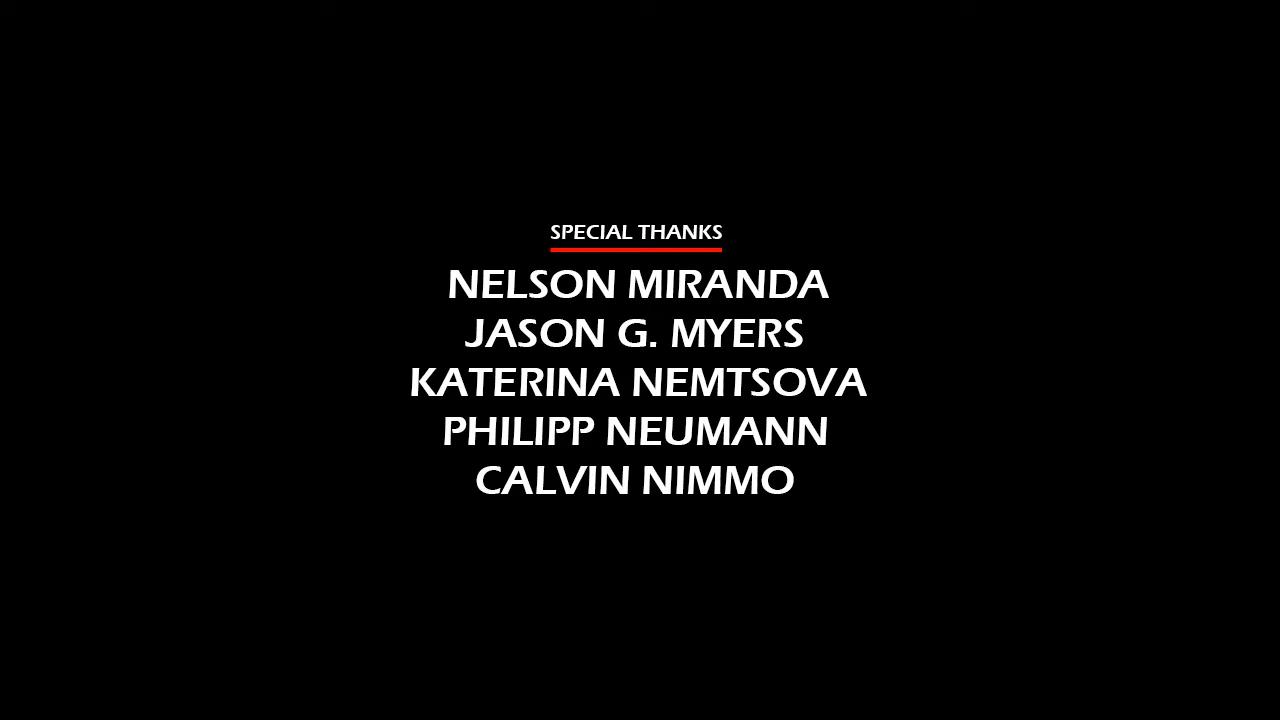 SPECIAL THANKS
NELSON MIRANDA
JASON G. MYERS
KATERINA NEMTSOVA
PHILIPP NEUMANN
CALVIN NIMMO